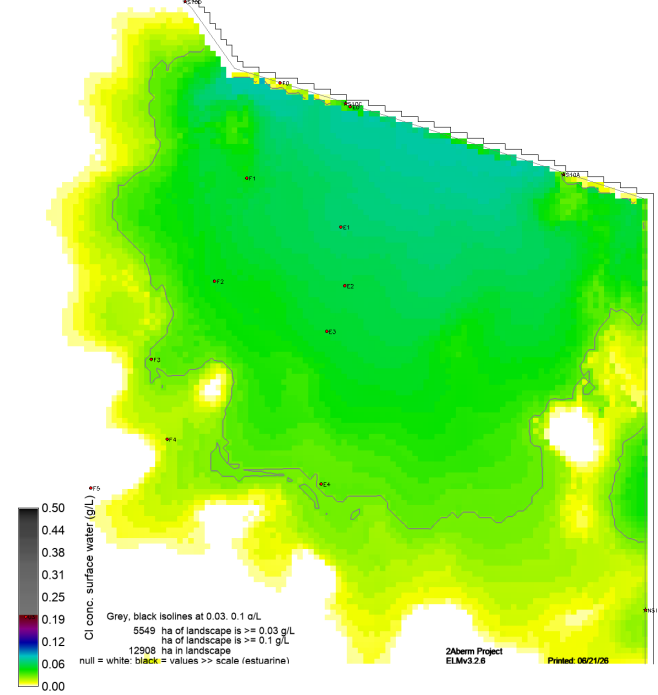 S10D
F0
S10C
E0
S10A
F1
E1
F2
E2
E3
F3
F4
E4
F5
NS1
Cl conc. surface water (g/L)
0.50
0.44
0.38
0.31
0.25
0.19
0.12
0.06
0.00
Grey, black isolines at 0.03, 0.1 g/L
5549 ha of landscape is >= 0.03 g/L
ha of landscape is >= 0.1 g/L
12908 ha in landscape
null = white: black = values >> scale (estuarine)
2Aberm Project
ELMv3.2.6 Printed: 06/21/26